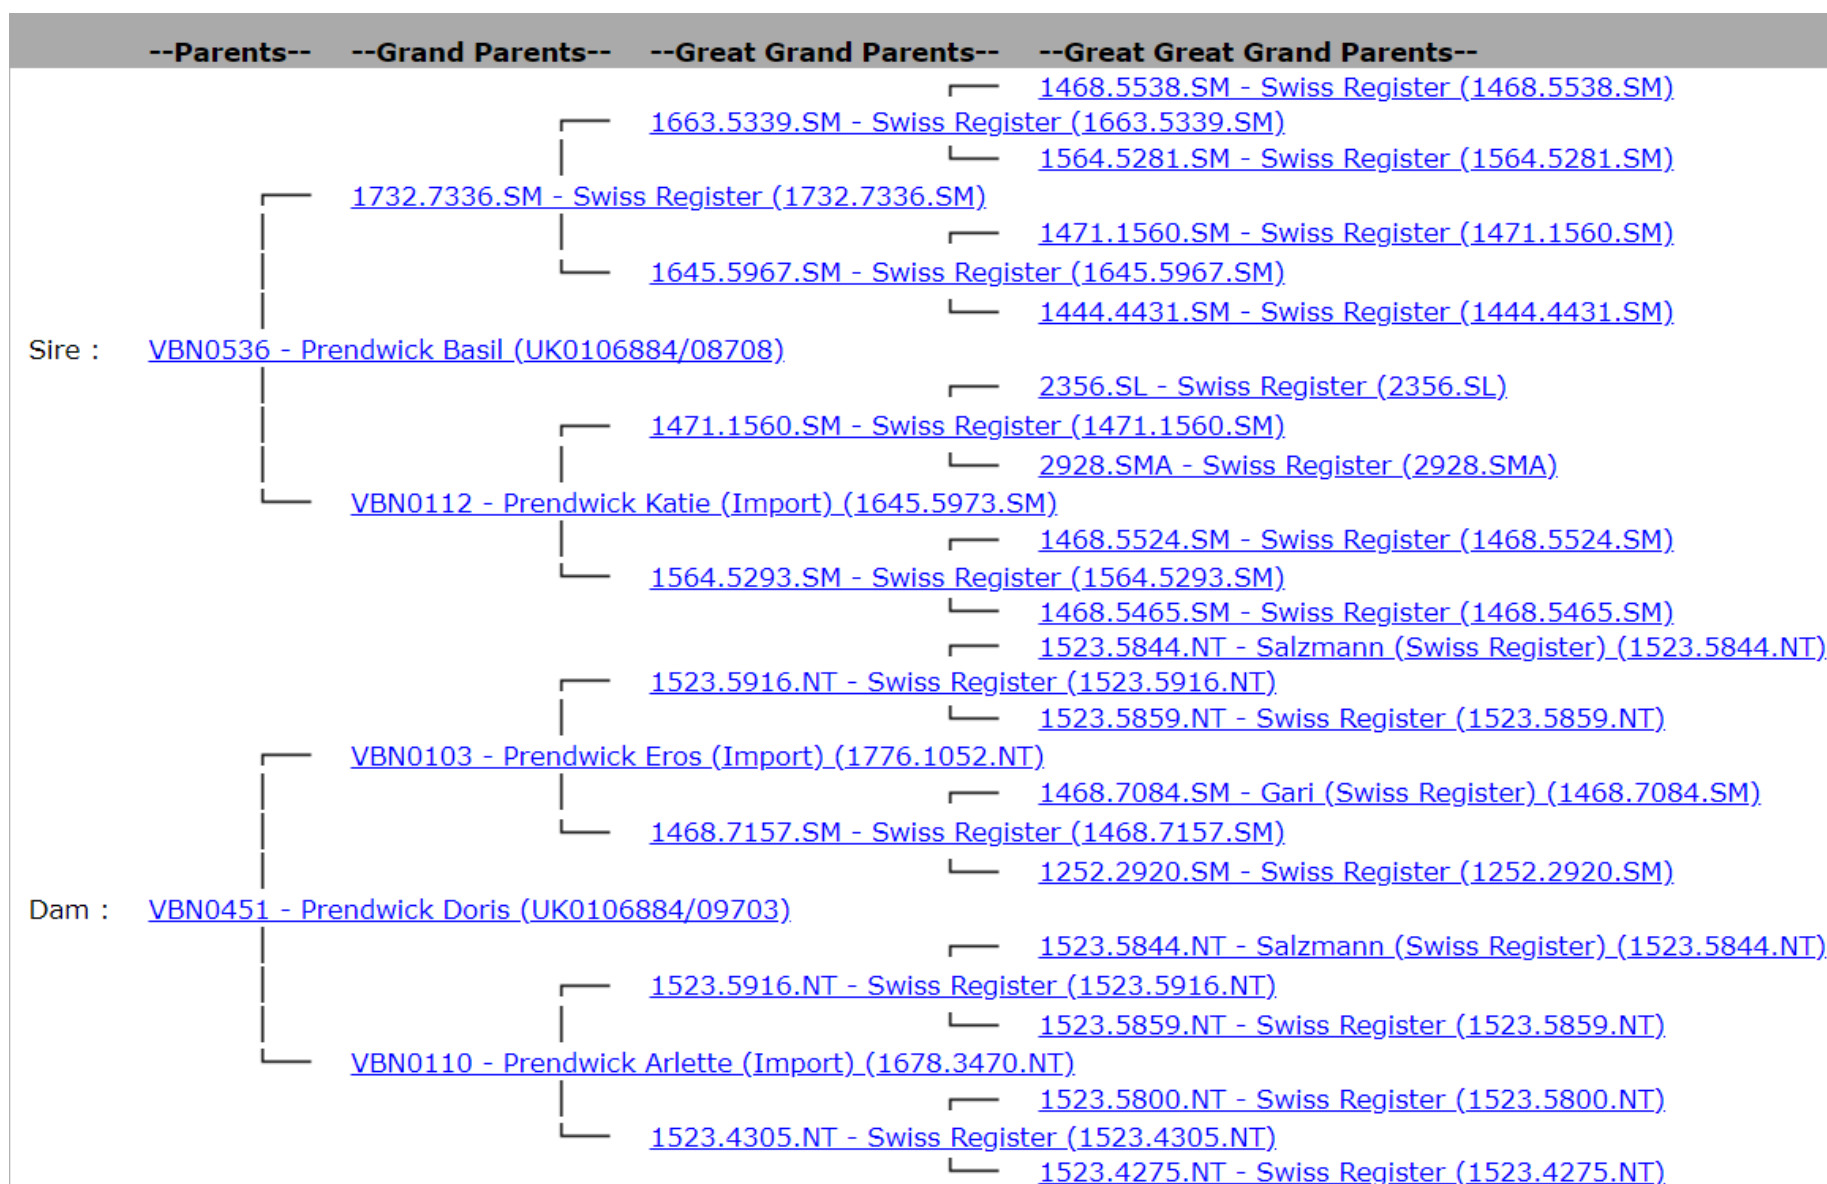 --Parents-- --Grand Parents-- --Great Grand Parents-- --Great Great Grand Parents--
1468.5538.SM - Swiss Register (1468.5538.SM)
1663.5339.SM - Swiss Register (1663.5339.SM)
1564.5281.SM - Swiss Register (1564.5281.SM)
1732.7336.SM - Swiss Register (1732.7336.SM)
1471.1560.SM - Swiss Register (1471.1560.SM)
1645.5967.SM - Swiss Register (1645.5967.SM)
1444.4431.SM - Swiss Register (1444.4431.SM)
Sire : VBN0536 - Prendwick Basil (UK0106884/08708)
2356.SL - Swiss Register (2356.SL)
1471.1560.SM - Swiss Register (1471.1560.SM)
2928.SMA - Swiss Register (2928.SMA)
VBN0112 - Prendwick Katie (Import) (1645.5973.SM)
1468.5524.SM - Swiss Register (1468.5524.SM)
1564.5293.SM - Swiss Register (1564.5293.SM)
1468.5465.SM - Swiss Register (1468.5465.SM)
1523.5844.NT - Salzmann (Swiss Register) (1523.5844.NT)
1523.5916.NT - Swiss Register (1523.5916.NT)
1523.5859.NT - Swiss Register (1523.5859.NT)
VBN0103 - Prendwick Eros (Import) (1776.1052.NT)
1468.7084.SM - Gari (Swiss Register) (1468.7084.SM)
1468.7157.SM - Swiss Register (1468.7157.SM)
1252.2920.SM - Swiss Register (1252.2920.SM)
Dam : VBN0451 - Prendwick Doris (UK0106884/09703)
1523.5844.NT - Salzmann (Swiss Register) (1523.5844.NT)
1523.5916.NT - Swiss Register (1523.5916.NT)
1523.5859.NT - Swiss Register (1523.5859.NT)
VBN0110 - Prendwick Arlette (Import) (1678.3470.NT)
1523.5800.NT - Swiss Register (1523.5800.NT)
1523.4305.NT - Swiss Register (1523.4305.NT)
1523.4275.NT - Swiss Register (1523.4275.NT)